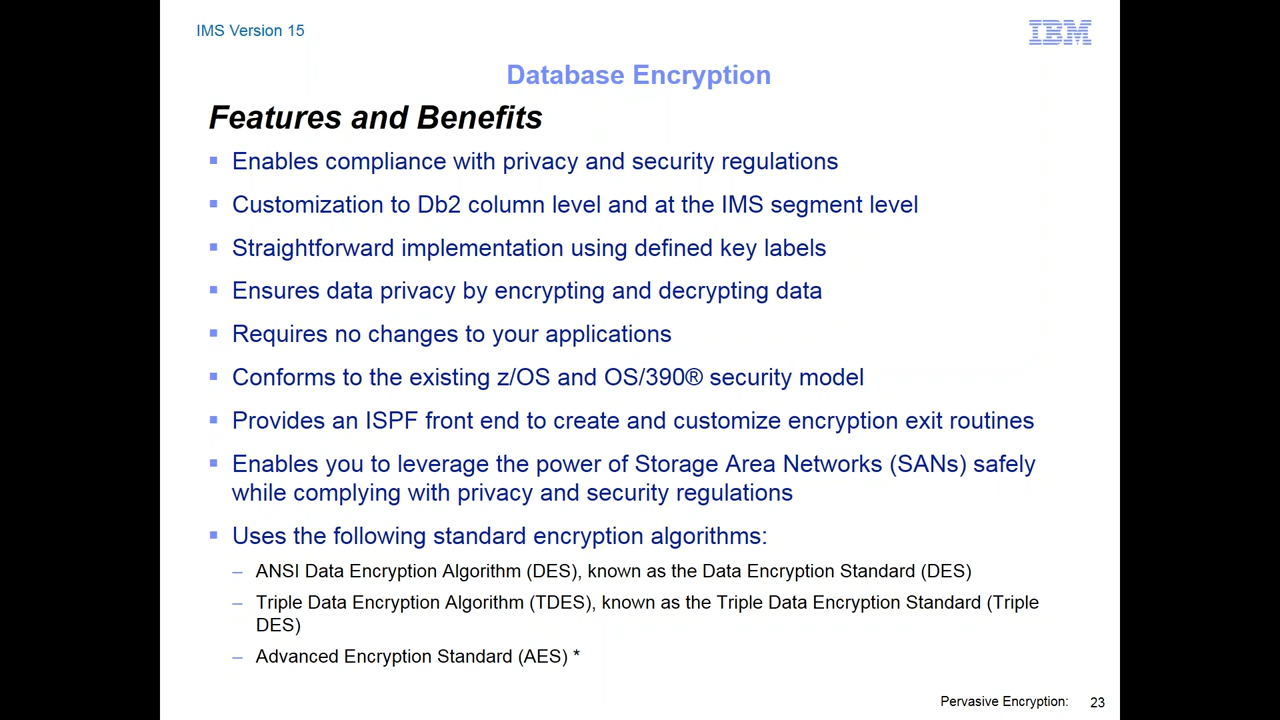 IMS Version 15
IBM
Database Encryption
Features and Benefits
▪ Enables compliance with privacy and security regulations
▪ Customization to Db2 column level and at the IMS segment level
▪ Straightforward implementation using defined key labels
▪ Ensures data privacy by encrypting and decrypting data
▪ Requires no changes to your applications
▪ Conforms to the existing z/OS and OS/390® security model
▪ Provides an ISPF front end to create and customize encryption exit routines
▪ Enables you to leverage the power of Storage Area Networks (SANs) safely
while complying with privacy and security regulations
▪ Uses the following standard encryption algorithms:
– ANSI Data Encryption Algorithm (DES), known as the Data Encryption Standard (DES)
– Triple Data Encryption Algorithm (TDES), known as the Triple Data Encryption Standard (Triple
DES)
– Advanced Encryption Standard (AES) *
Pervasive Encryption: 23